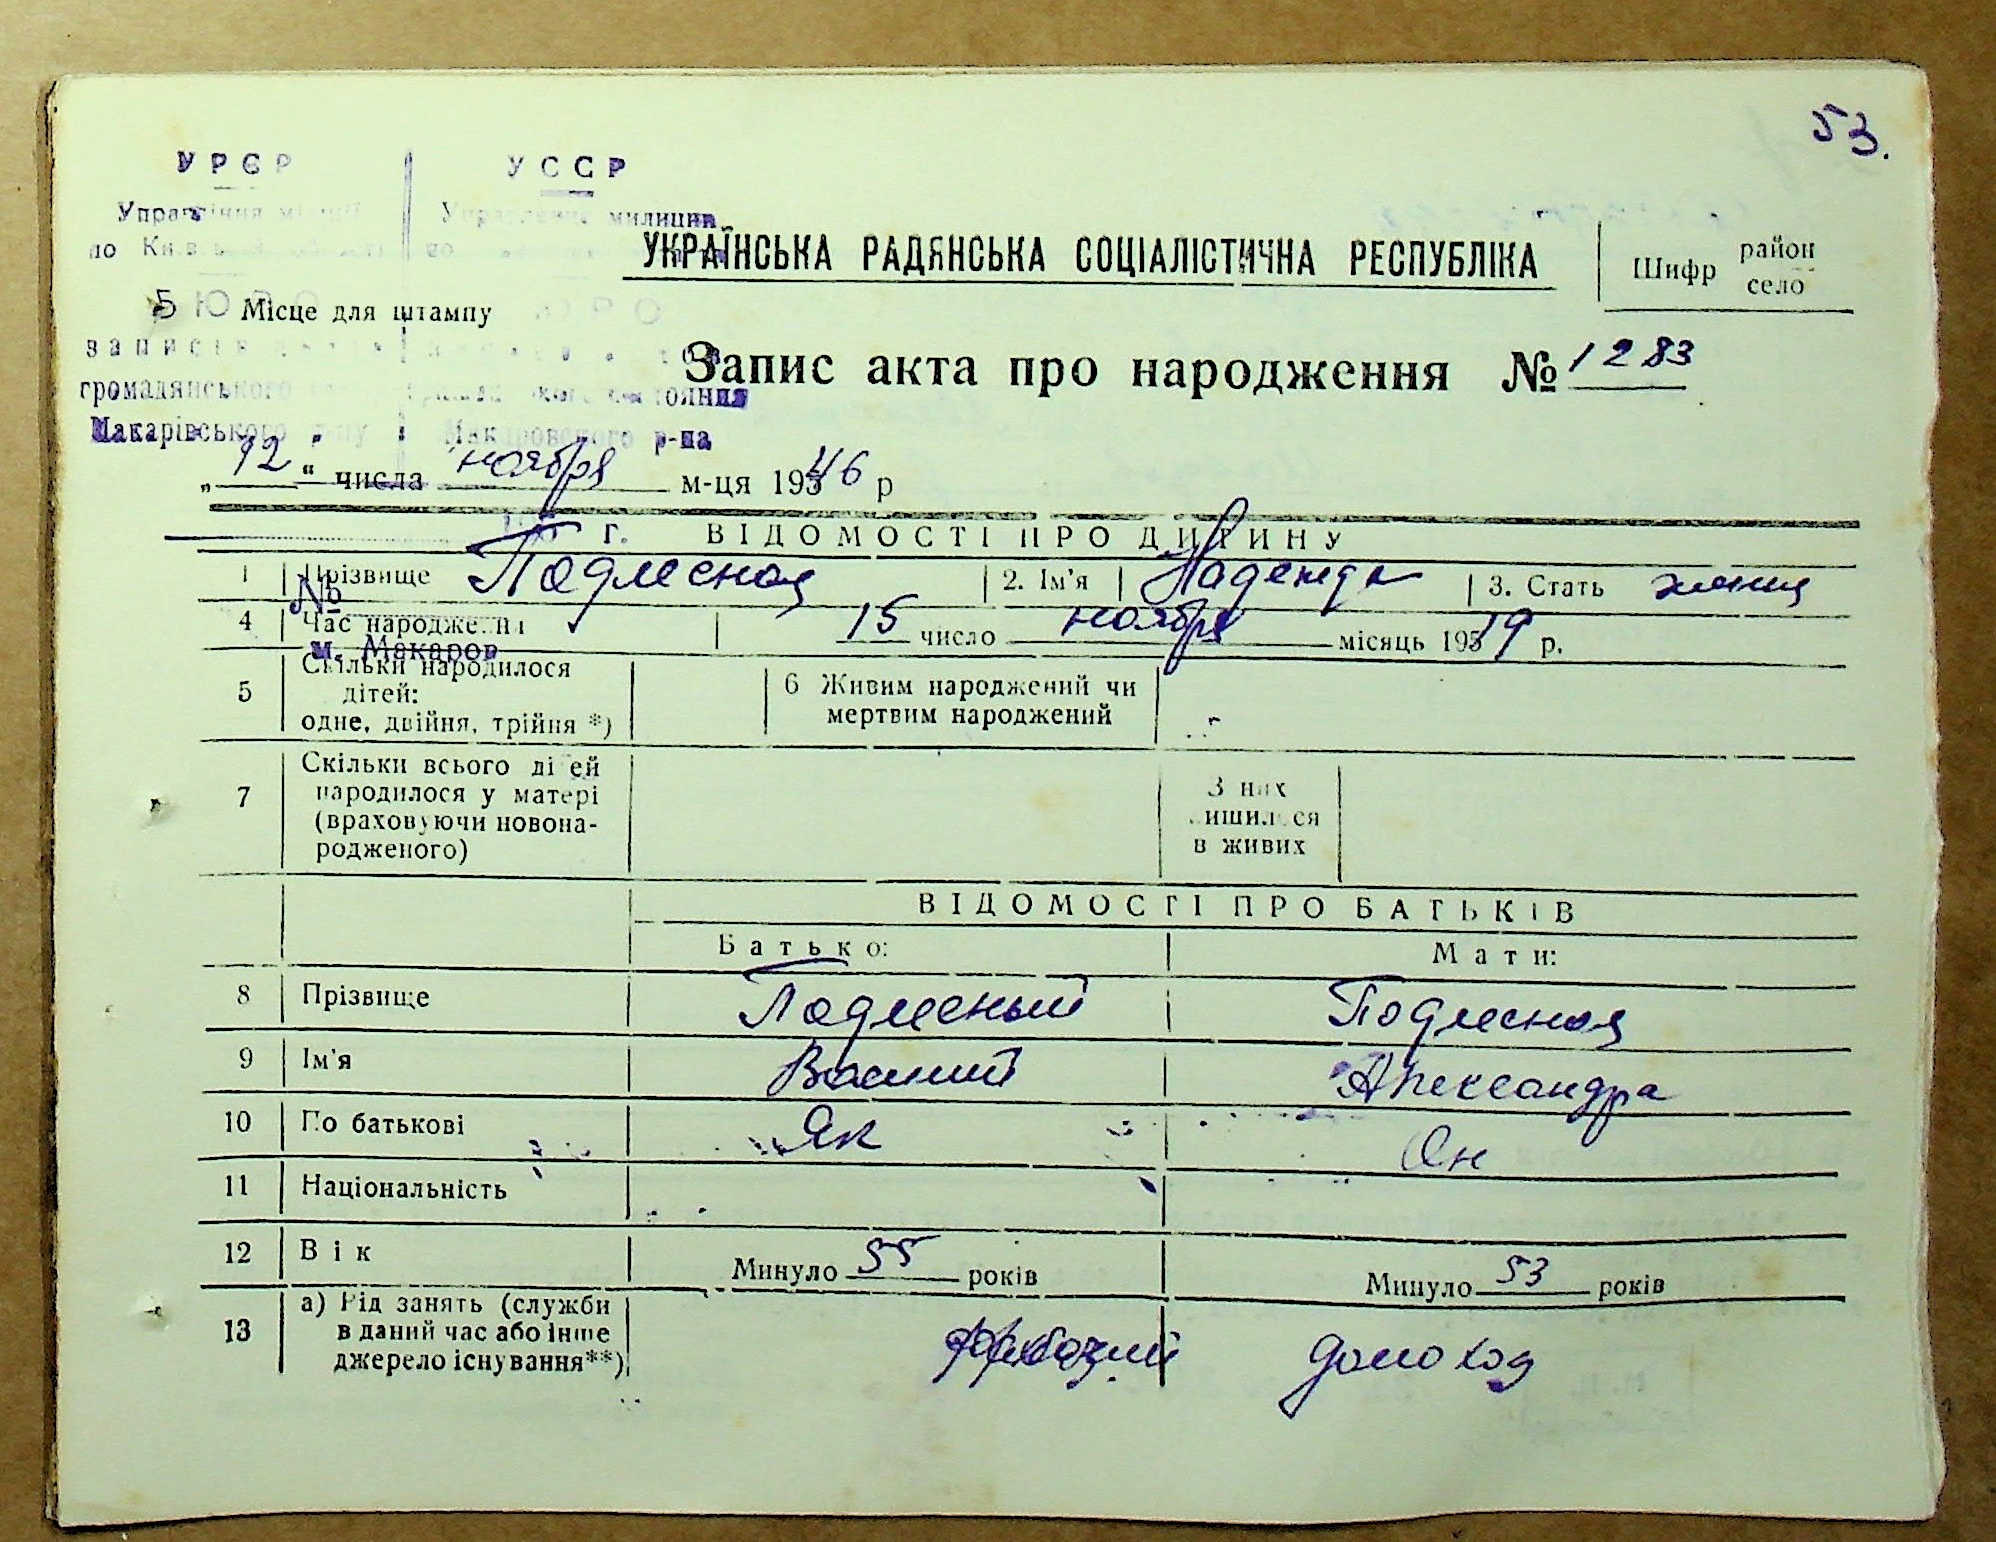 53.
УРСР УССР
Управління міліції Управление милиции
по
УКРАЇНСЬКА РАДЯНСЬКА СОЦІАЛІСТИЧНА РЕСПУБЛІКА
Шифр район
село
Місце для штампу
Запис акта про народження № 1283
громадянського
Макарівського р-на
„12“ числа ноября м-ця 1946 р
г. ВІДОМОСТІ ПРО ДИТИНУ
1 Прізвище Подлесная 2. Ім'я Надежда 3. Стать
№
4 Час народження 15 число ноября місяць 1919 р.
м. Макаров
5 Скільки народилося дітей: одне, двійня, трійня *) 6 Живим народжений чи мертвим народжений
7 Скільки всього дітей народилося у матері (враховуючи новонародженого) З них лишилося в живих
ВІДОМОСТІ ПРО БАТЬКІВ
Батько: Мати:
8 Прізвище Подлесный Подлесная
9 Ім'я Василий Александра
10 По батькові Як Он
11 Національність
12 Вік Минуло 55 років Минуло 53 років
13 а) Рід занять (служби в даний час або інше джерело існування**)
домохоз